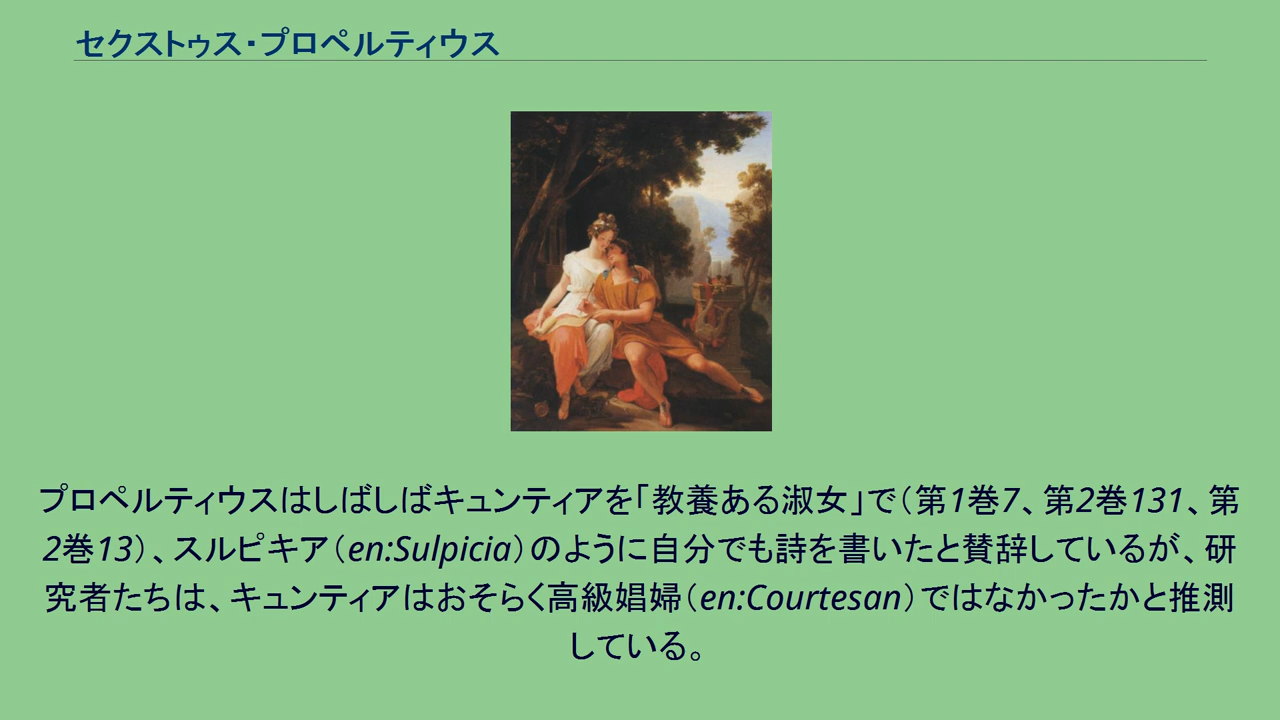 セクストゥス・プロペルティウス
プロペルティウスはしばしばキュンティアを「教養ある淑女」で（第1巻7、第2巻131、第
2巻13）、スルピキア（en:Sulpicia）のように自分でも詩を書いたと賛辞しているが、研
究者たちは、キュンティアはおそらく高級娼婦（en:Courtesan）ではなかったかと推測
している。